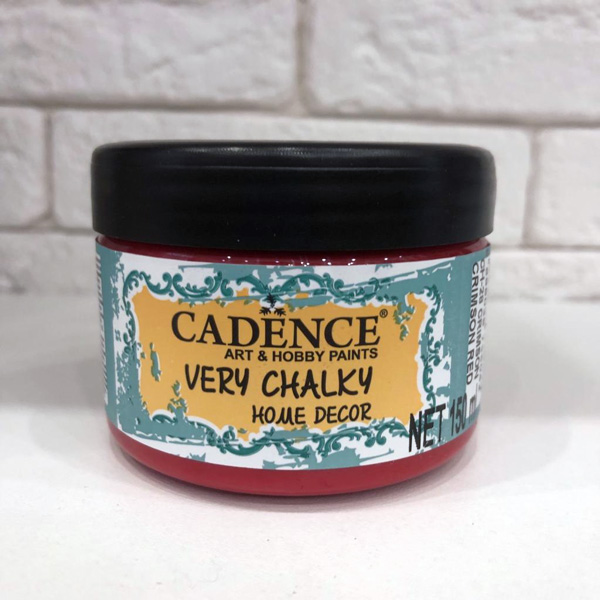 CADENCE®
ART & HOBBY PAINTS
VERY CHALKY
HOME DECOR
NET 150 ml
CRIMSON RED